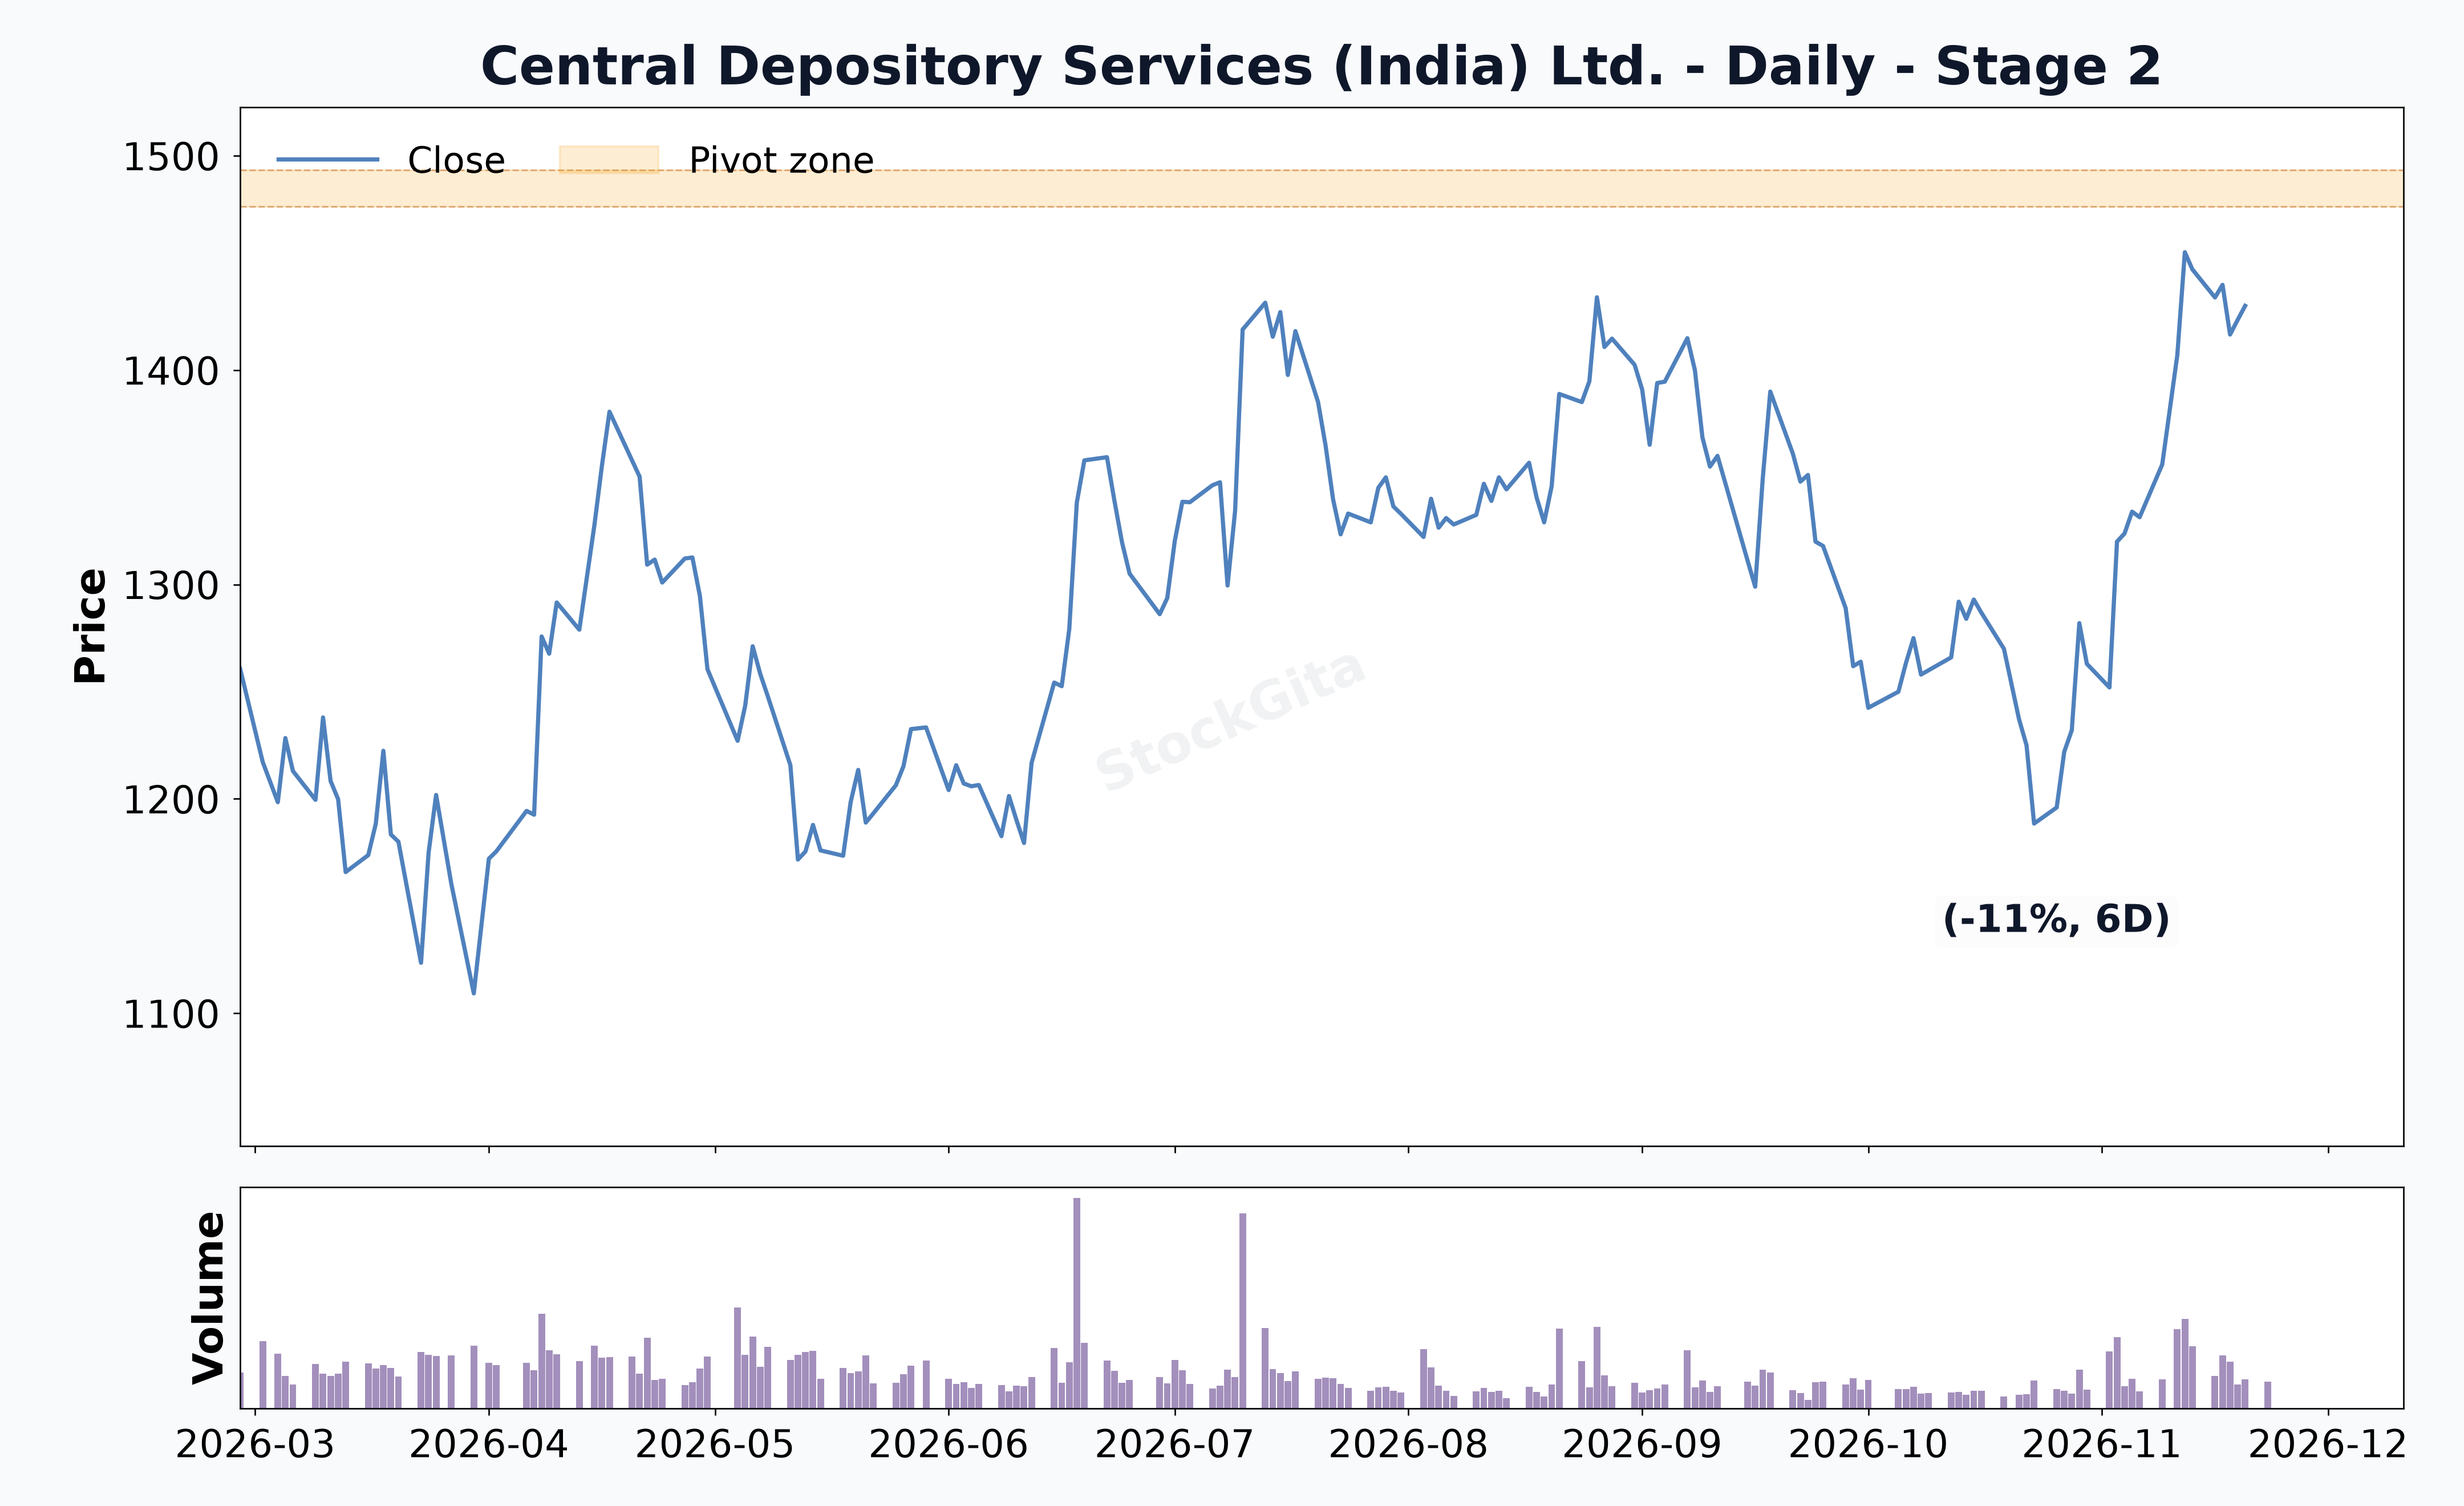 Central Depository Services (India) Ltd. - Daily - Stage 2
Close
Pivot zone
Price
1500
1400
1300
1200
1100
StockGita
(-11%, 6D)
Volume
2026-03
2026-04
2026-05
2026-06
2026-07
2026-08
2026-09
2026-10
2026-11
2026-12